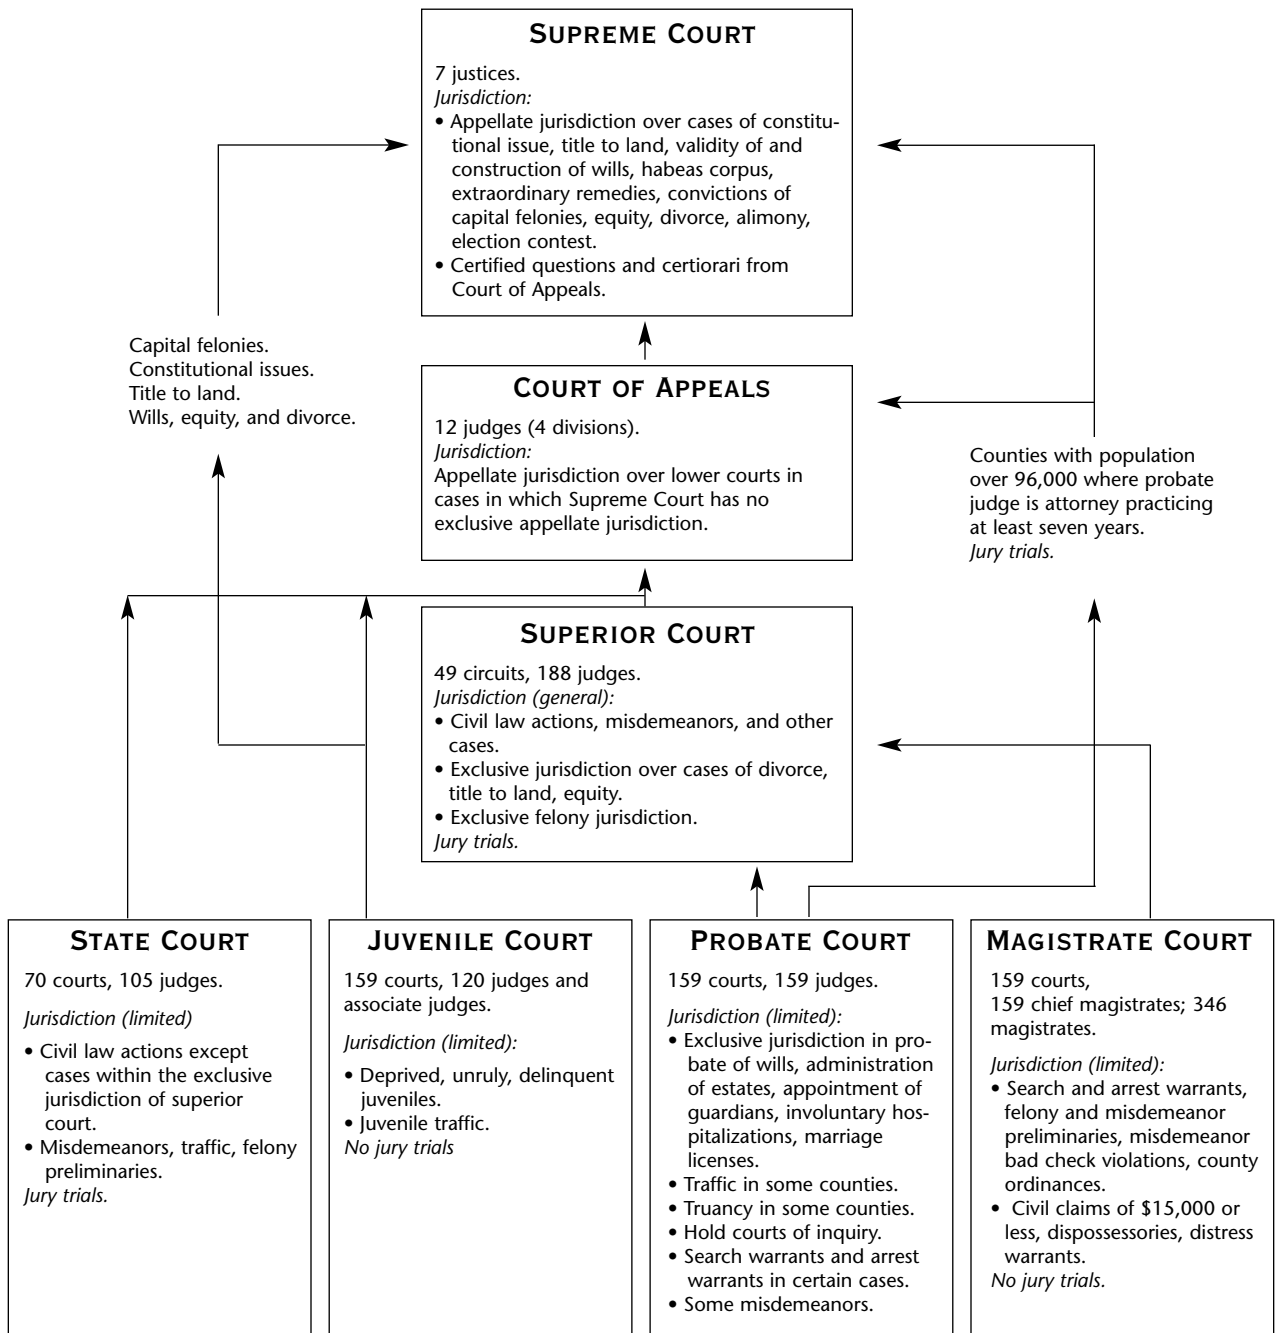 SUPREME COURT
7 justices.
Jurisdiction:
• Appellate jurisdiction over cases of constitu-
tional issue, title to land, validity of and
construction of wills, habeas corpus,
extraordinary remedies, convictions of
capital felonies, equity, divorce, alimony,
election contest.
• Certified questions and certiorari from
Court of Appeals.
Capital felonies.
Constitutional issues.
Title to land.
Wills, equity, and divorce.
COURT OF APPEALS
12 judges (4 divisions).
Jurisdiction:
Appellate jurisdiction over lower courts in
cases in which Supreme Court has no
exclusive appellate jurisdiction.
Counties with population
over 96,000 where probate
judge is attorney practicing
at least seven years.
Jury trials.
SUPERIOR COURT
49 circuits, 188 judges.
Jurisdiction (general):
• Civil law actions, misdemeanors, and other
cases.
• Exclusive jurisdiction over cases of divorce,
title to land, equity.
• Exclusive felony jurisdiction.
Jury trials.
STATE COURT
70 courts, 105 judges.
Jurisdiction (limited)
• Civil law actions except
cases within the exclusive
jurisdiction of superior
court.
• Misdemeanors, traffic, felony
preliminaries.
Jury trials.
JUVENILE COURT
159 courts, 120 judges and
associate judges.
Jurisdiction (limited):
• Deprived, unruly, delinquent
juveniles.
• Juvenile traffic.
No jury trials
PROBATE COURT
159 courts, 159 judges.
Jurisdiction (limited):
• Exclusive jurisdiction in pro-
bate of wills, administration
of estates, appointment of
guardians, involuntary hos-
pitalizations, marriage
licenses.
• Traffic in some counties.
• Truancy in some counties.
• Hold courts of inquiry.
• Search warrants and arrest
warrants in certain cases.
• Some misdemeanors.
MAGISTRATE COURT
159 courts,
159 chief magistrates; 346
magistrates.
Jurisdiction (limited):
• Search and arrest warrants,
felony and misdemeanor
preliminaries, misdemeanor
bad check violations, county
ordinances.
• Civil claims of $15,000 or
less, dispossessories, distress
warrants.
No jury trials.